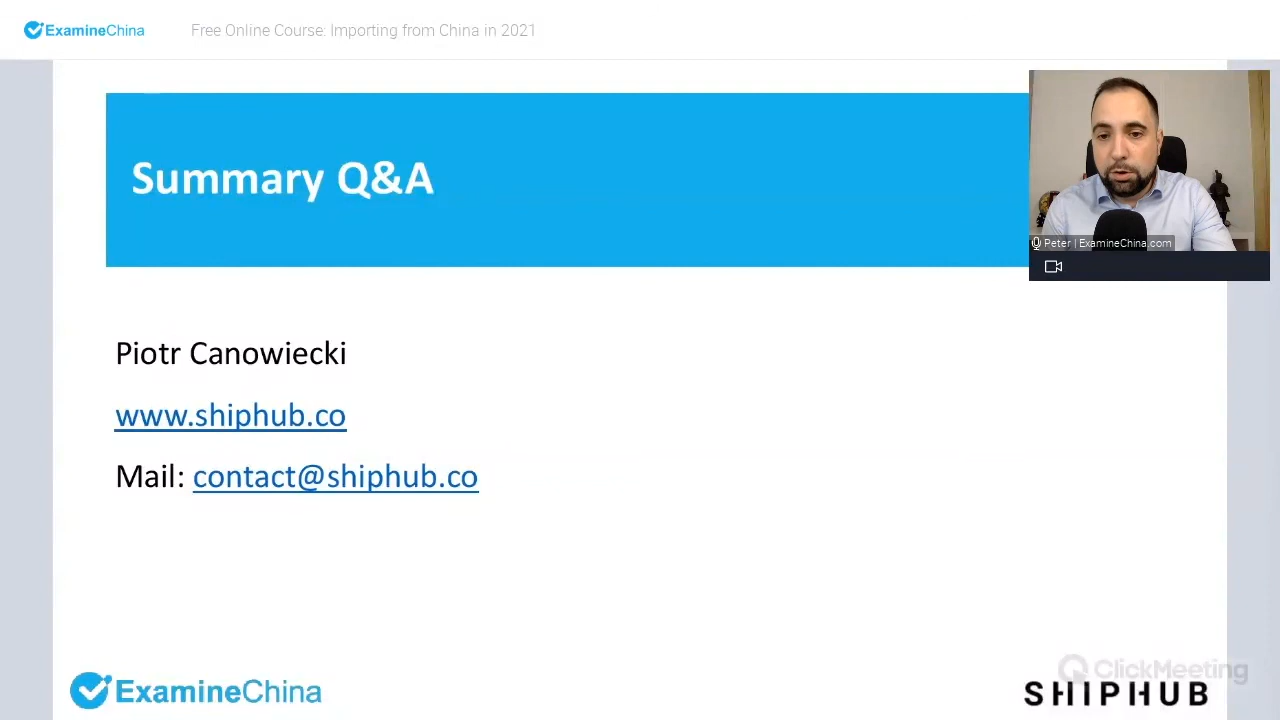 ExamineChina
Free Online Course: Importing from China in 2021
Summary Q&A
Peter | ExamineChina.com
Piotr Canowiecki
www.shiphub.co
Mail: contact@shiphub.co
ExamineChina
ClickMeeting
SHIPHUB